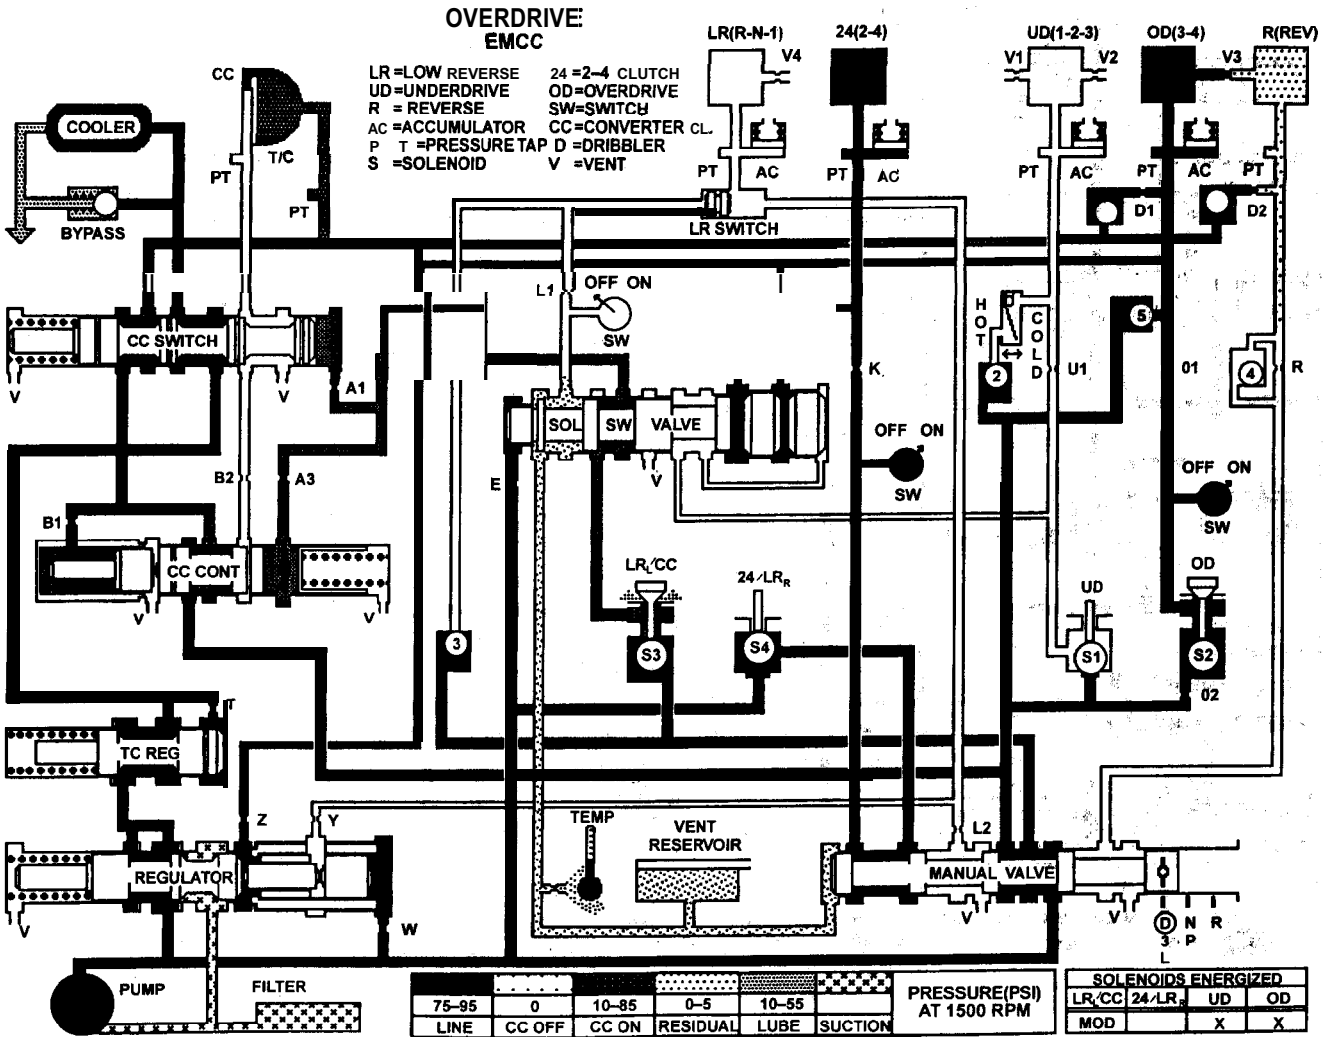 OVERDRIVE:
EMCC
LR =LOW REVERSE 24 =2–4 CLUTCH
UD=UNDERDRIVE OD=OVERDRIVE
R = REVERSE SW=SWITCH
AC =ACCUMULATOR CC =CONVERTER CL.
P T =PRESSURE TAP D =DRIBBLER
S =SOLENOID V =VENT
LR(R-N-1)
24(2-4)
UD(1-2-3)
OD(3-4)
R(REV)
V4
V1
V2
V3
CC
COOLER
T/C
PT
PT
BYPASS
PT
AC
PT
AC
PT
AC
PT
AC
PT
D1
D2
LR SWITCH
L1
OFF ON
SW
HOT
COLD
5
CC SWITCH
V
V
A1
2
K
U1
01
4
R
SOL
SW
VALVE
E
V
OFF ON
SW
OFF ON
SW
B2
A3
B1
CC CONT
V
V
LRL/CC
24/LRR
UD
OD
3
S3
S4
S1
S2
02
T
TC REG
Z
Y
TEMP
VENT
RESERVOIR
L2
REGULATOR
MANUAL VALVE
V
W
V
V
D N R
3 P
L
PUMP
FILTER
75–95 0 10–85 0–5 10–55
LINE CC OFF CC ON RESIDUAL LUBE SUCTION
PRESSURE(PSI)
AT 1500 RPM
SOLENOIDS ENERGIZED
LRL/CC 24/LRR UD OD
MOD X X